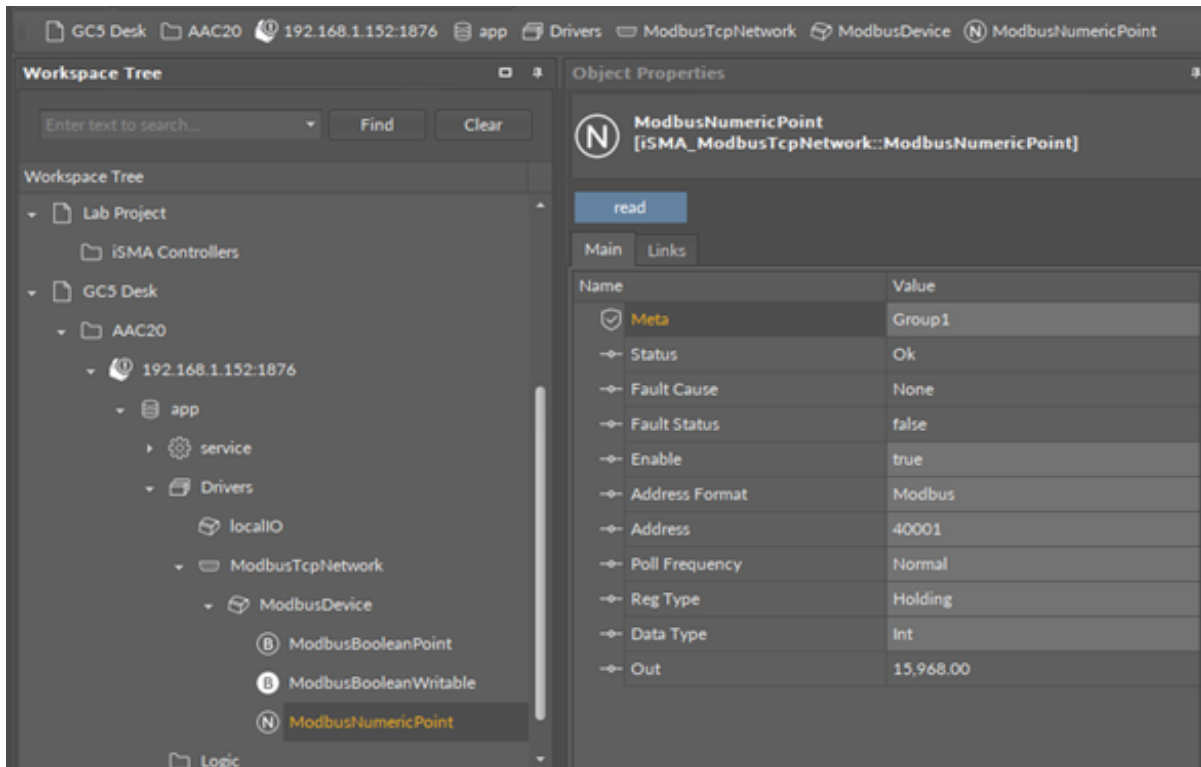 GC5 Desk AAC20 192.168.1.152:1876 app Drivers ModbusTcpNetwork ModbusDevice N ModbusNumericPoint
Workspace Tree
Enter text to search... Find Clear
Workspace Tree
Lab Project
iSMA Controllers
GC5 Desk
AAC20
192.168.1.152:1876
app
service
Drivers
localIO
ModbusTcpNetwork
ModbusDevice
B ModbusBooleanPoint
B ModbusBooleanWritable
N ModbusNumericPoint
Logic
Object Properties
N ModbusNumericPoint
[iSMA_ModbusTcpNetwork::ModbusNumericPoint]
read
Main Links
Name Value
Meta Group1
Status Ok
Fault Cause None
Fault Status false
Enable true
Address Format Modbus
Address 40001
Poll Frequency Normal
Reg Type Holding
Data Type Int
Out 15,968.00